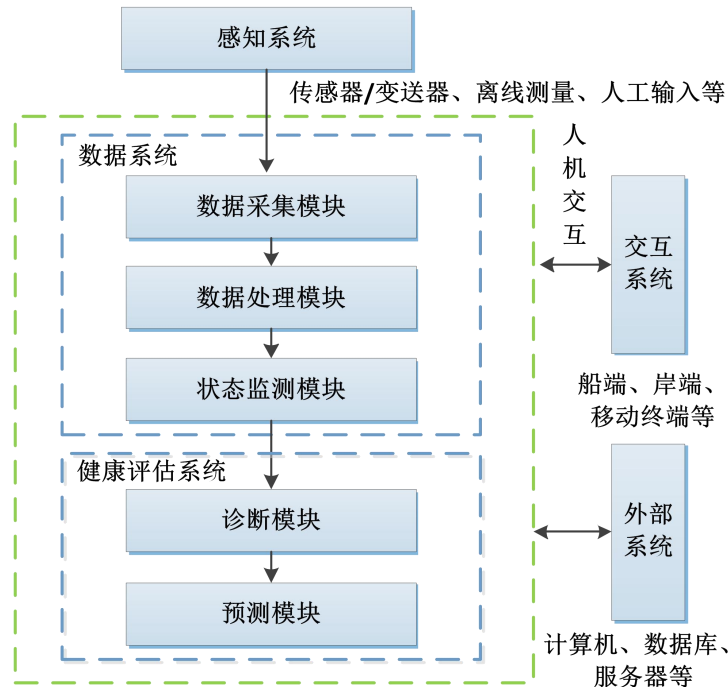 感知系统
传感器/变送器、离线测量、人工输入等
数据系统
数据采集模块
数据处理模块
状态监测模块
健康评估系统
诊断模块
预测模块
人
机
交
互
交互
系统
船端、岸端、
移动终端等
外部
系统
计算机、数据库、
服务器等